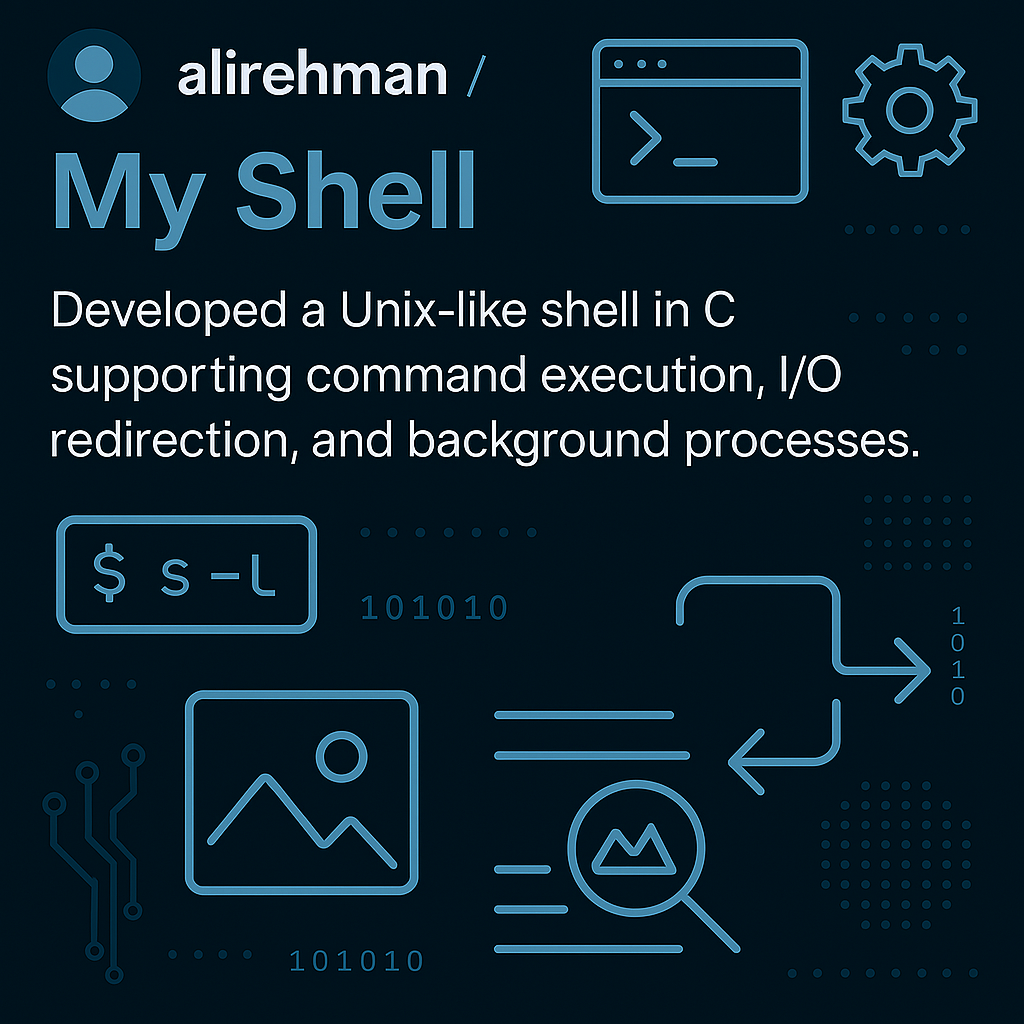 alirehman /
My Shell
Developed a Unix-like shell in C
supporting command execution, I/O
redirection, and background processes.
>_
$ s-l
101010
1
0
1
0
101010